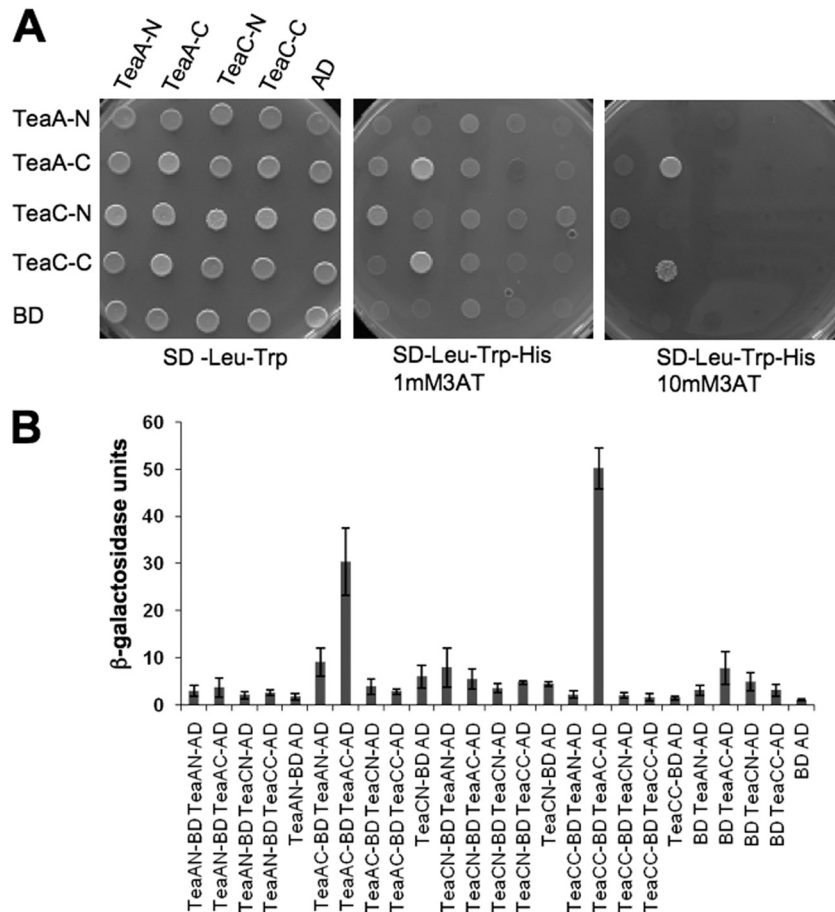 A
TeaA-N TeaA-C TeaC-N TeaC-C AD
TeaA-N
TeaA-C
TeaC-N
TeaC-C
BD
SD -Leu-Trp
SD-Leu-Trp-His
1mM3AT
SD-Leu-Trp-His
10mM3AT
B
β-galactosidase units
60
50
40
30
20
10
0
TeaAN-BD TeaAN-AD
TeaAN-BD TeaAC-AD
TeaAN-BD TeaCN-AD
TeaAN-BD TeaCC-AD
TeaAN-BD AD
TeaAC-BD TeaAN-AD
TeaAC-BD TeaAC-AD
TeaAC-BD TeaCN-AD
TeaAC-BD TeaCC-AD
TeaCN-BD AD
TeaCN-BD TeaAN-AD
TeaCN-BD TeaAC-AD
TeaCN-BD TeaCN-AD
TeaCN-BD TeaCC-AD
TeaCN-BD AD
TeaCC-BD TeaAN-AD
TeaCC-BD TeaAC-AD
TeaCC-BD TeaCN-AD
TeaCC-BD TeaCC-AD
TeaCC-BD AD
BD TeaAN-AD
BD TeaAC-AD
BD TeaCN-AD
BD TeaCC-AD
BD AD